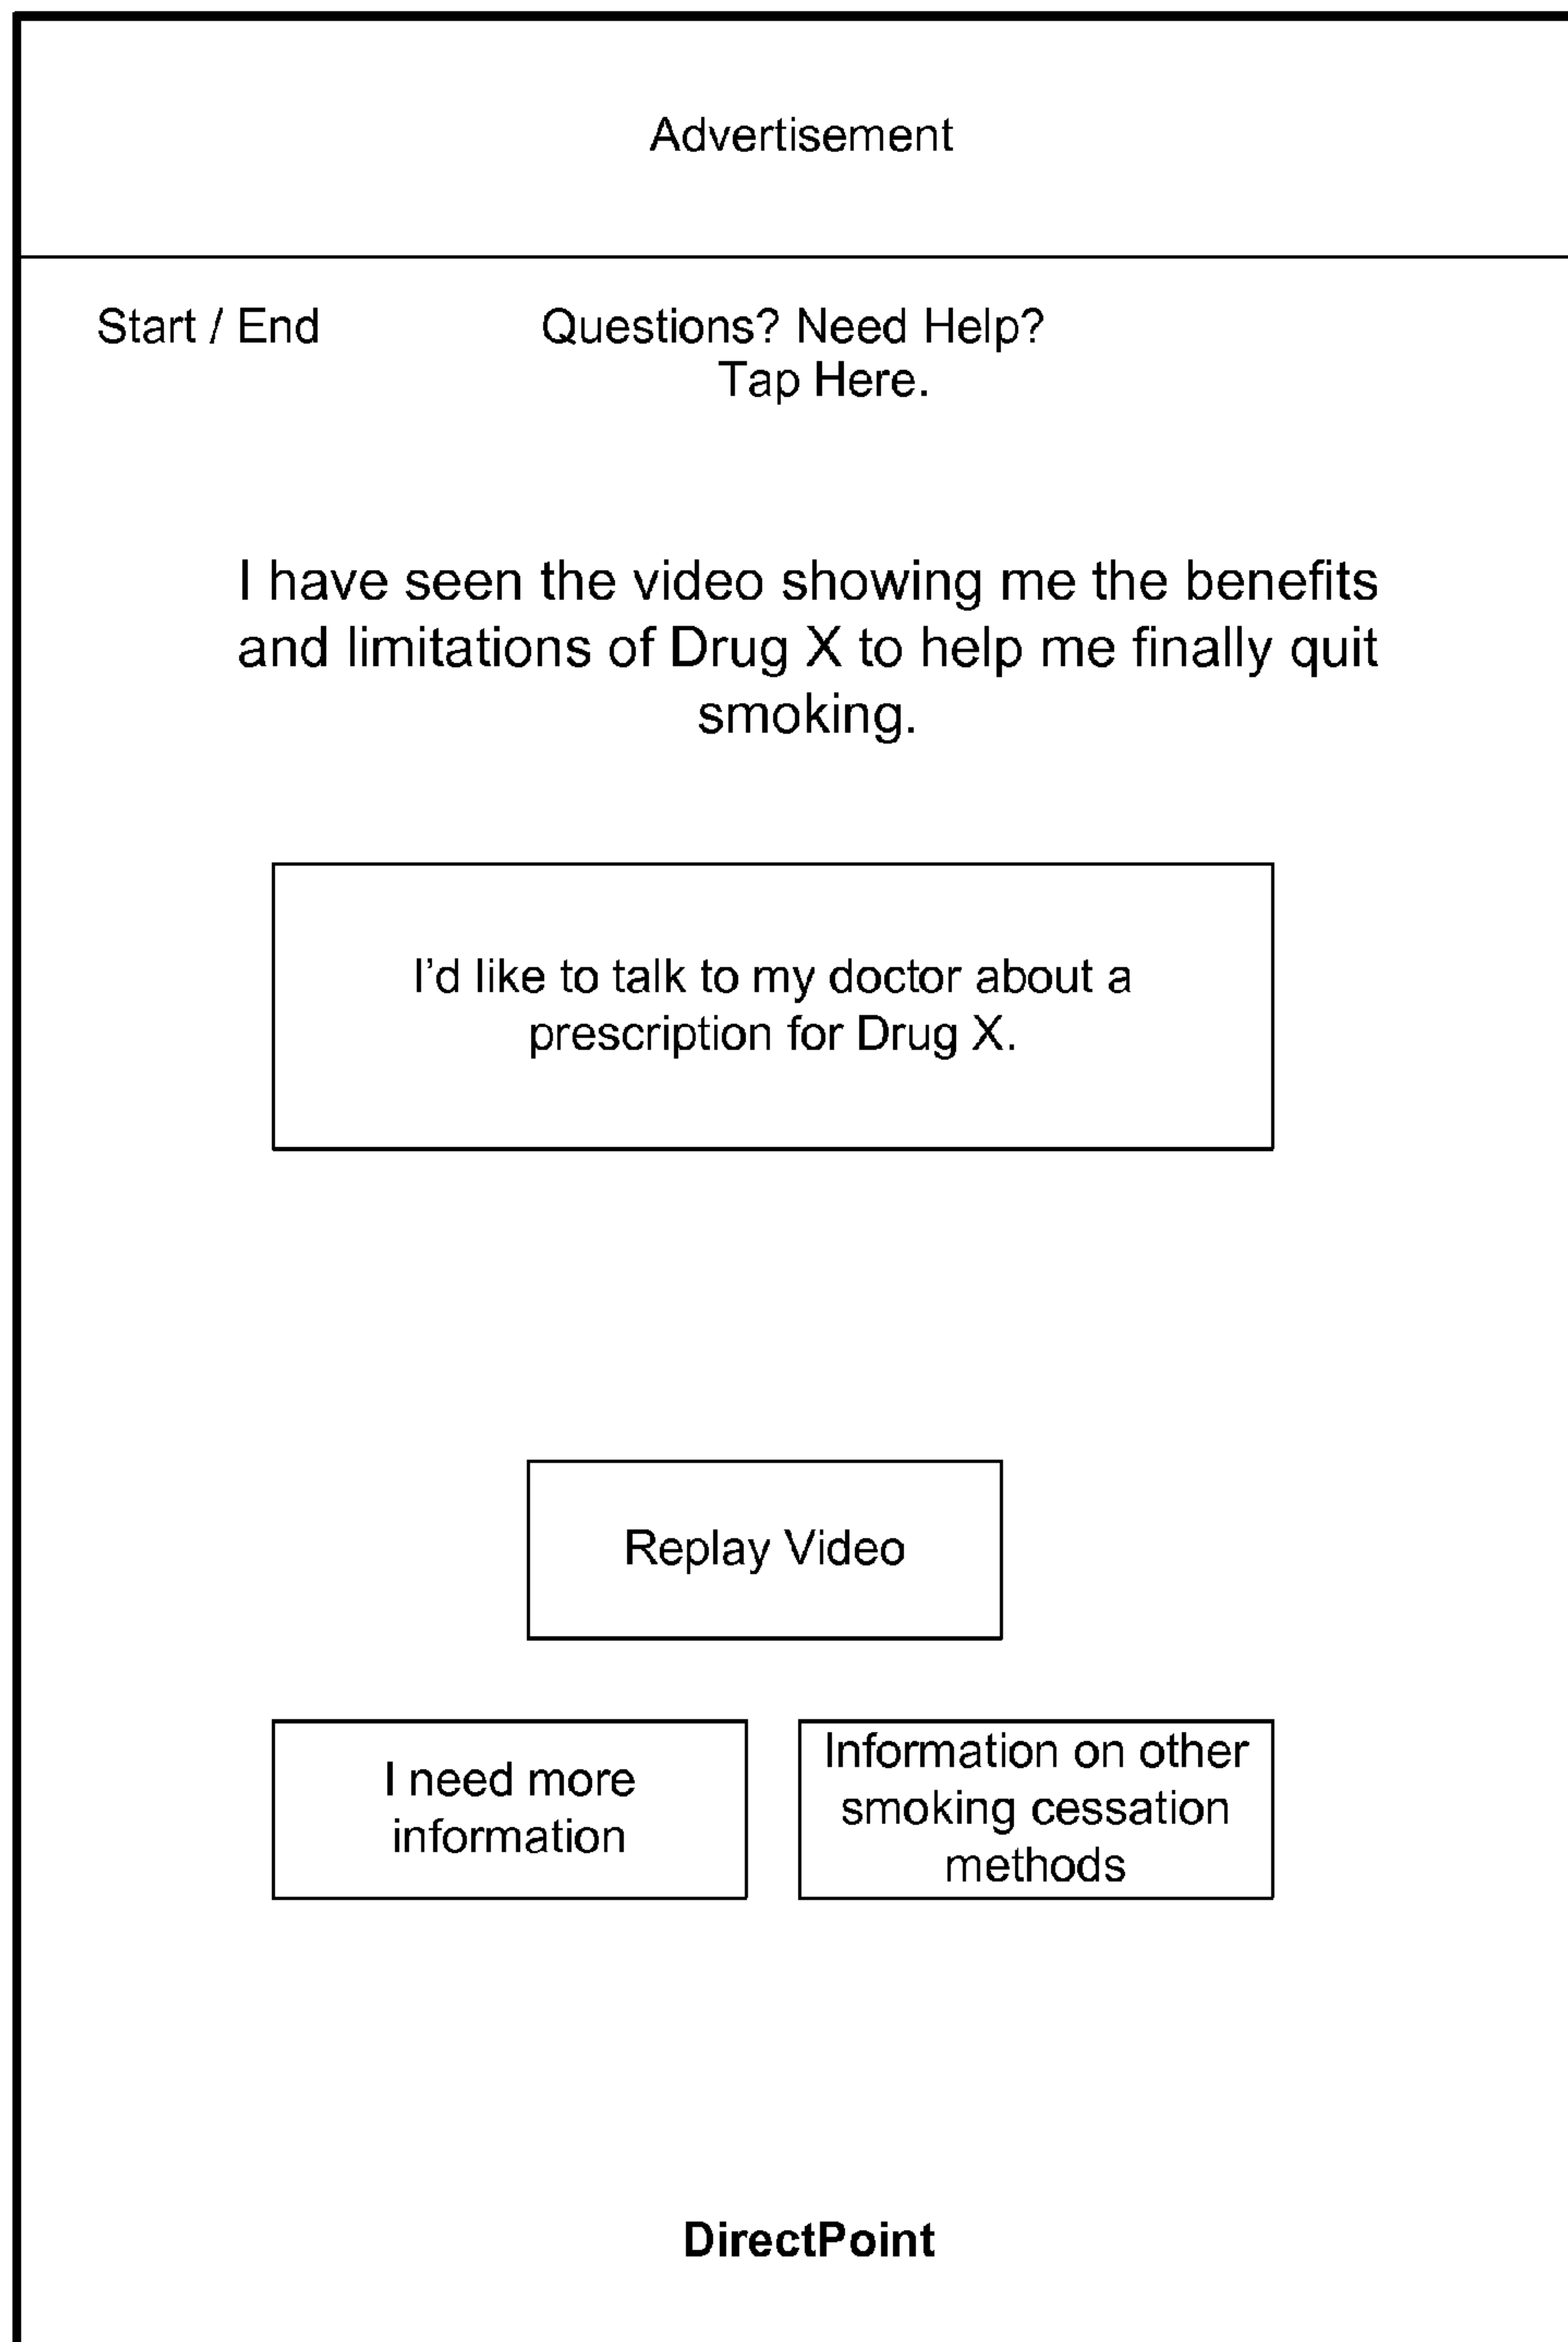 Advertisement
Start / End
Questions? Need Help?
Tap Here.
I have seen the video showing me the benefits
and limitations of Drug X to help me finally quit
smoking.
I'd like to talk to my doctor about a
prescription for Drug X.
Replay Video
I need more
information
Information on other
smoking cessation
methods
DirectPoint